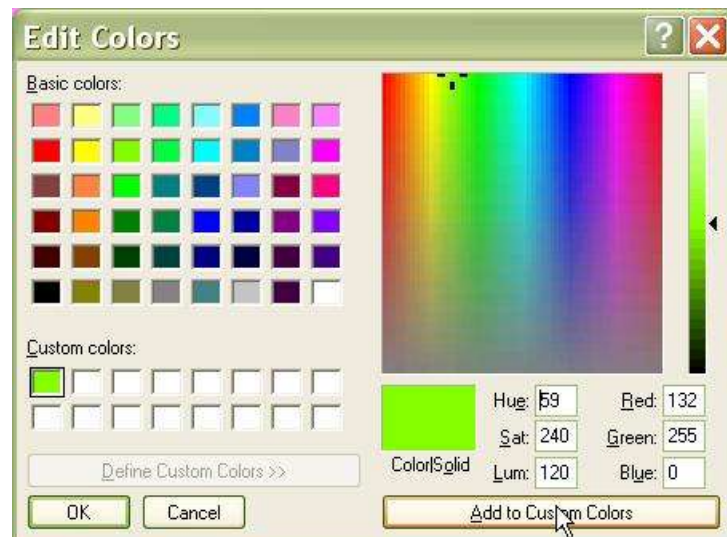 Edit Colors
?
Basic colors:
Custom colors:
Define Custom Colors >>
OK Cancel
Color|Solid
Hue: 59 Red: 132
Sat: 240 Green: 255
Lum: 120 Blue: 0
Add to Custom Colors